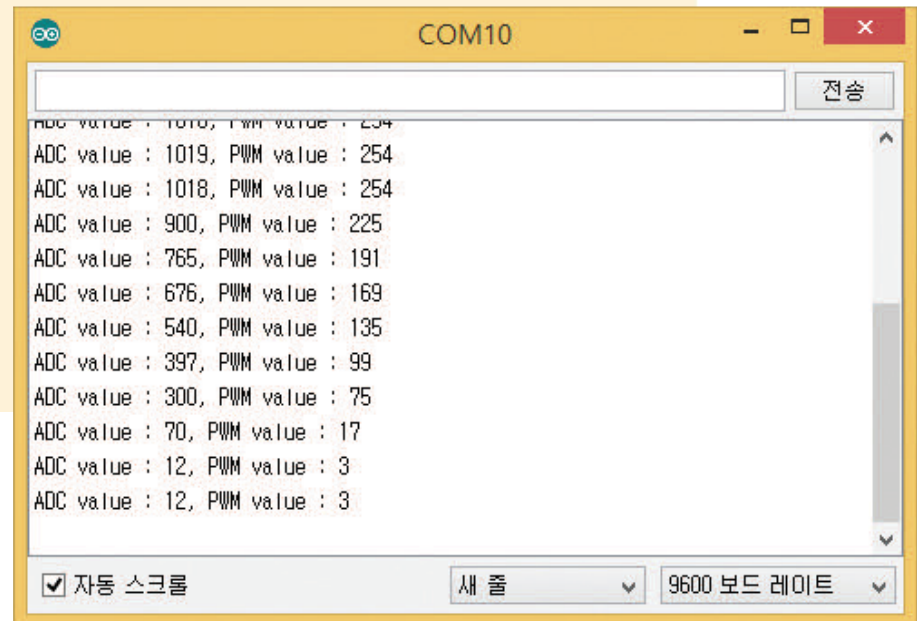 COM10
전송
ADC value : 1019, PWM value : 254
ADC value : 1018, PWM value : 254
ADC value : 900, PWM value : 225
ADC value : 765, PWM value : 191
ADC value : 676, PWM value : 169
ADC value : 540, PWM value : 135
ADC value : 397, PWM value : 99
ADC value : 300, PWM value : 75
ADC value : 70, PWM value : 17
ADC value : 12, PWM value : 3
ADC value : 12, PWM value : 3
자동 스크롤
새 줄
9600 보드 레이트